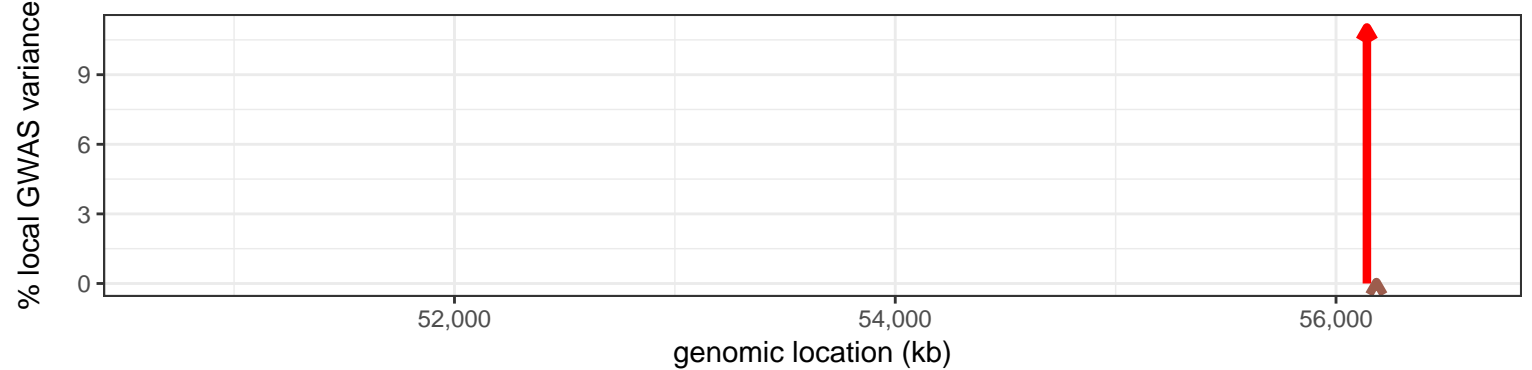 % local GWAS variance
9
6
3
0
52,000 54,000 56,000
genomic location (kb)